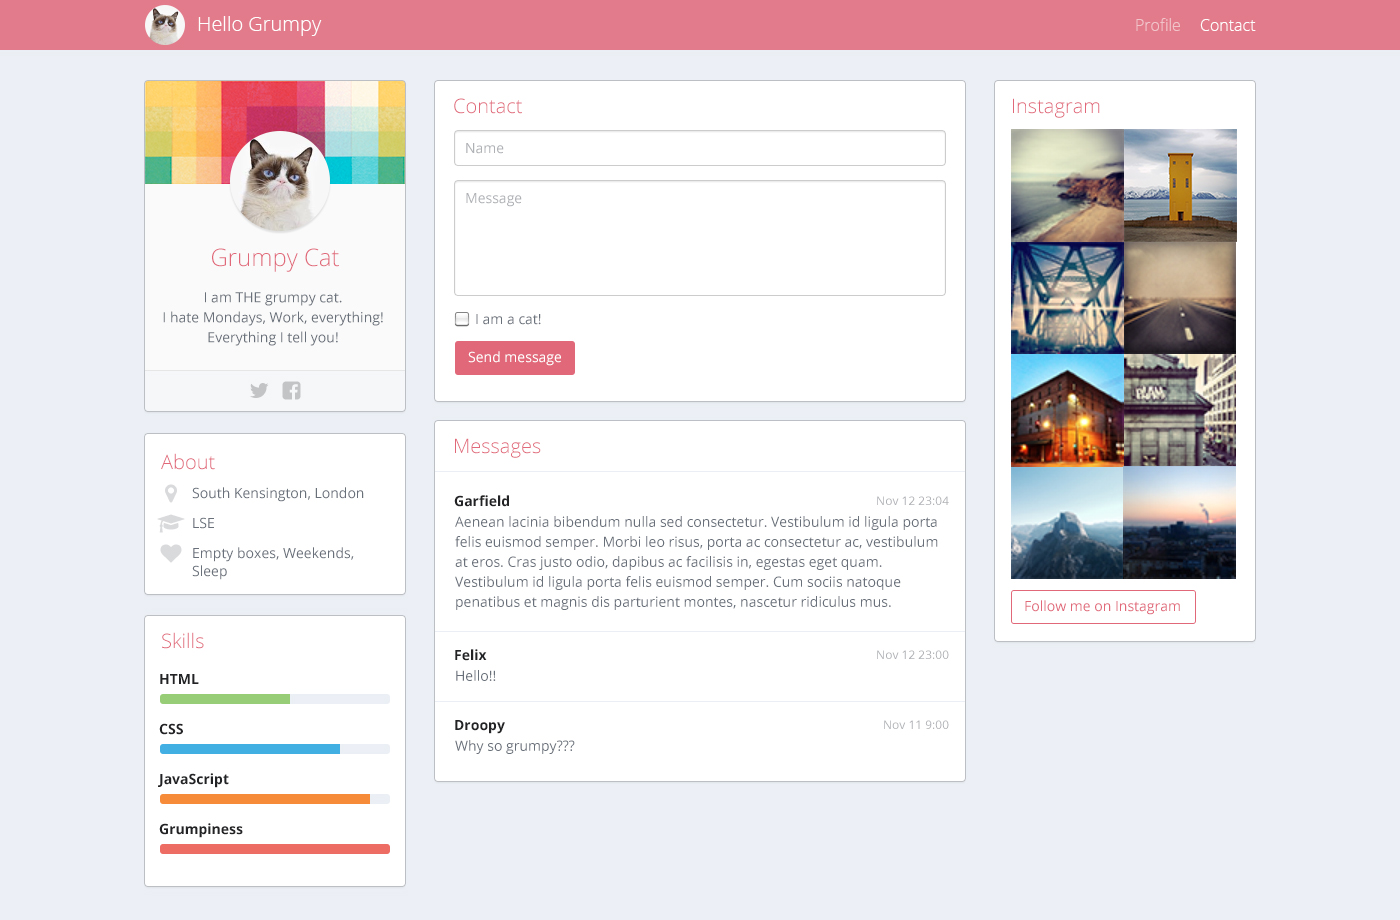 Hello Grumpy
Profile
Contact
Grumpy Cat
I am THE grumpy cat.
I hate Mondays, Work, everything!
Everything I tell you!
About
South Kensington, London
LSE
Empty boxes, Weekends,
Sleep
Skills
HTML
CSS
JavaScript
Grumpiness
Contact
Name
Message
I am a cat!
Send message
Messages
Garfield
Nov 12 23:04
Aenean lacinia bibendum nulla sed consectetur. Vestibulum id ligula porta
felis euismod semper. Morbi leo risus, porta ac consectetur ac, vestibulum
at eros. Cras justo odio, dapibus ac facilisis in, egestas eget quam.
Vestibulum id ligula porta felis euismod semper. Cum sociis natoque
penatibus et magnis dis parturient montes, nascetur ridiculus mus.
Felix
Nov 12 23:00
Hello!!
Droopy
Nov 11 9:00
Why so grumpy???
Instagram
Follow me on Instagram